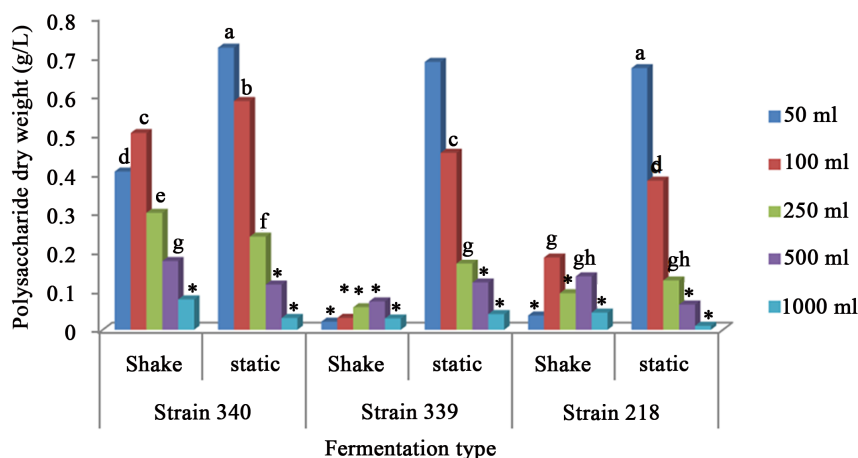 Polysaccharide dry weight (g/L)
0.8
0.7
0.6
0.5
0.4
0.3
0.2
0.1
0
d c e g *
a b f * *
* * * * *
c g * *
* g * gh *
a d gh * *
Shake static Shake static Shake static
Strain 340 Strain 339 Strain 218
Fermentation type
50 ml
100 ml
250 ml
500 ml
1000 ml